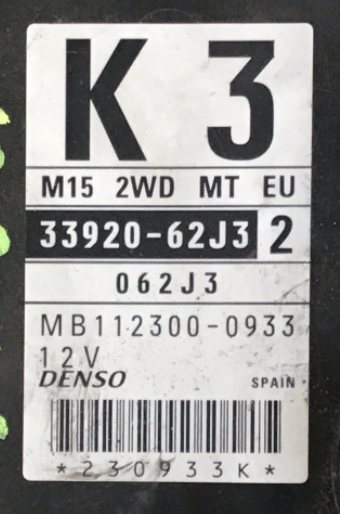 K 3
M15 2WD MT EU
33920-62J3 2
062J3
MB112300-0933
12V
DENSO SPAIN
*230933K*